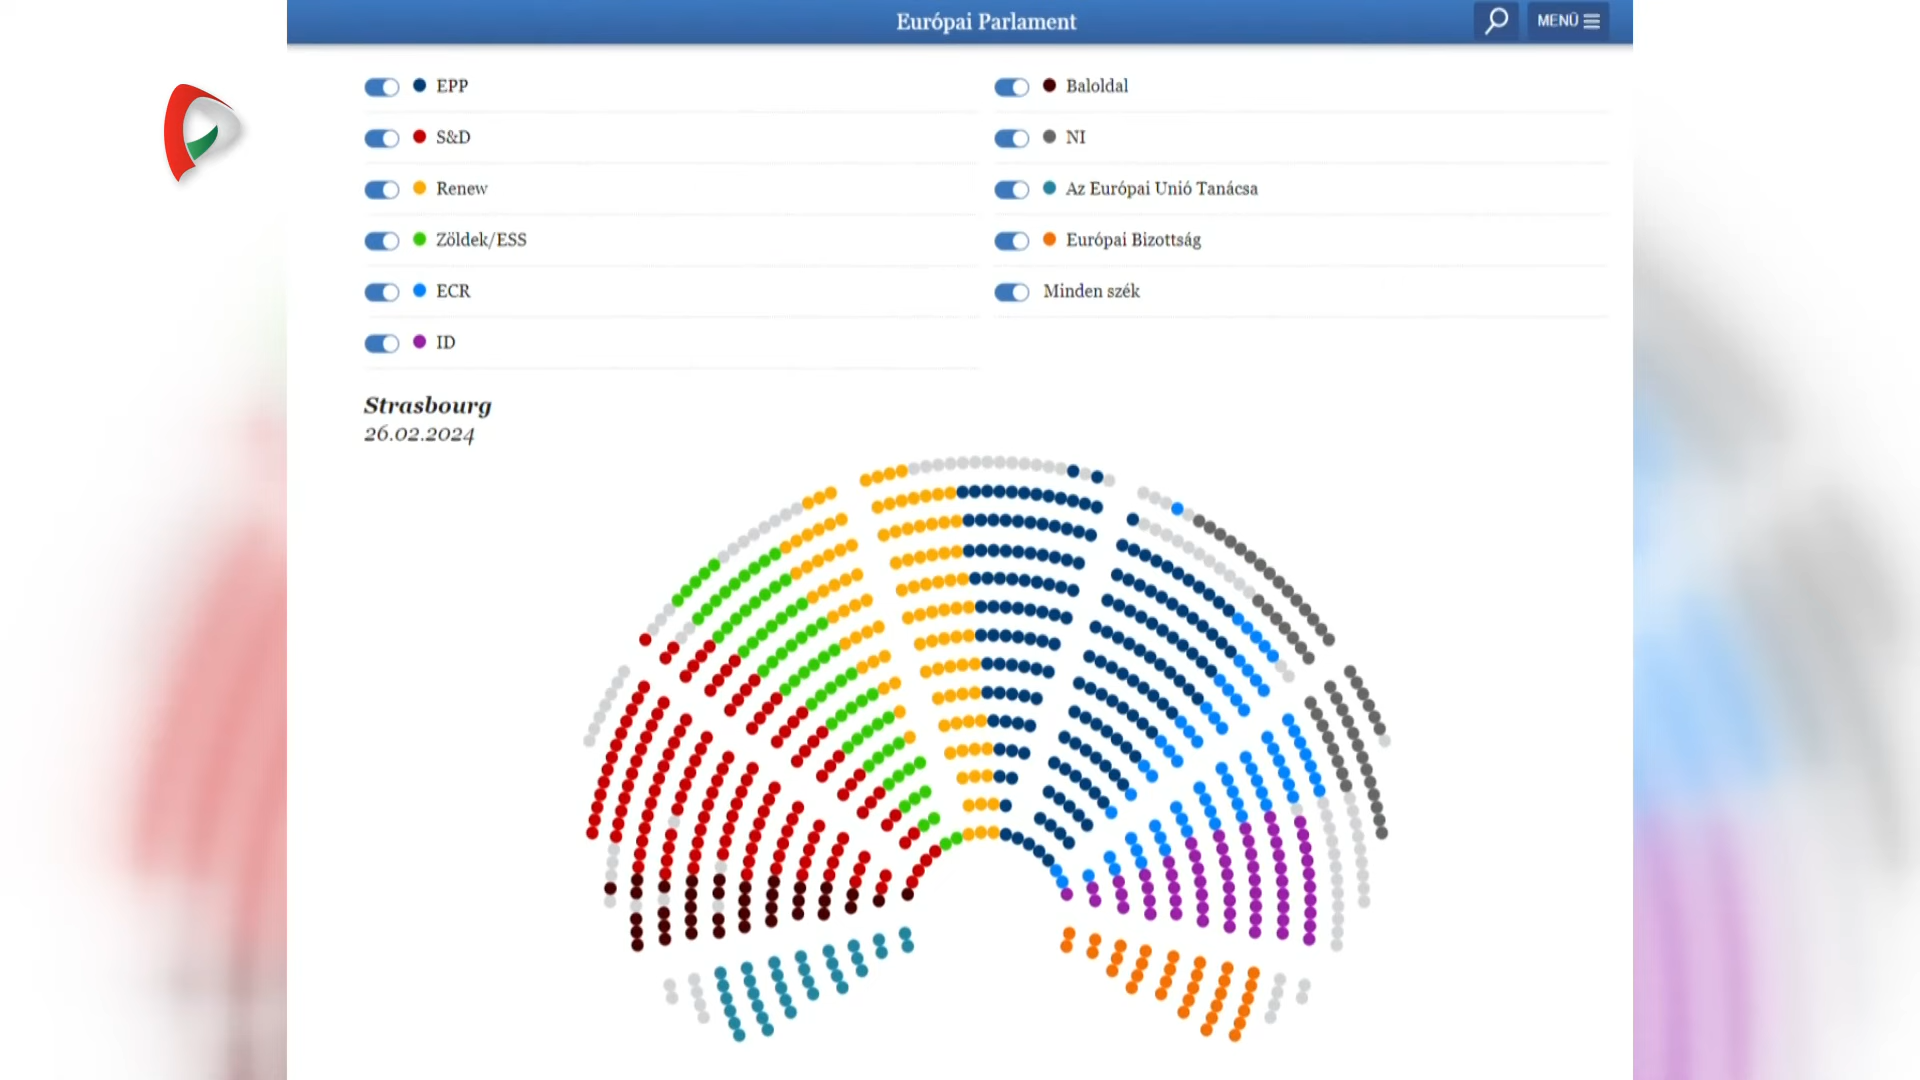 Európai Parlament
MENÜ
EPP
S&D
Renew
Zöldek/ESS
ECR
ID
Baloldal
NI
Az Európai Unió Tanácsa
Európai Bizottság
Minden szék
Strasbourg
26.02.2024